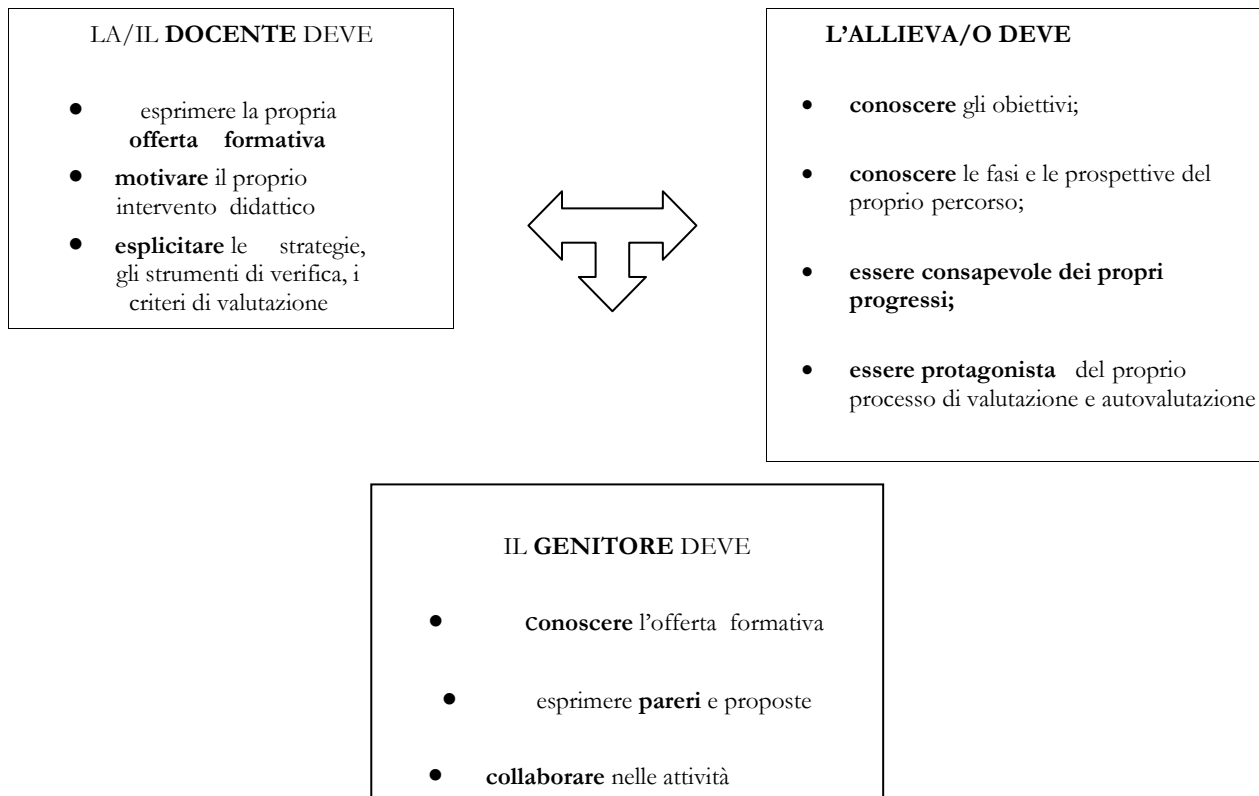 LA/IL DOCENTE DEVE
• esprimere la propria
offerta formativa
• motivare il proprio
intervento didattico
• esplicitare le strategie,
gli strumenti di verifica, i
criteri di valutazione
L’ALLIEVA/O DEVE
• conoscere gli obiettivi;
• conoscere le fasi e le prospettive del
proprio percorso;
• essere consapevole dei propri
progressi;
• essere protagonista del proprio
processo di valutazione e autovalutazione
IL GENITORE DEVE
• Conoscere l’offerta formativa
• esprimere pareri e proposte
• collaborare nelle attività